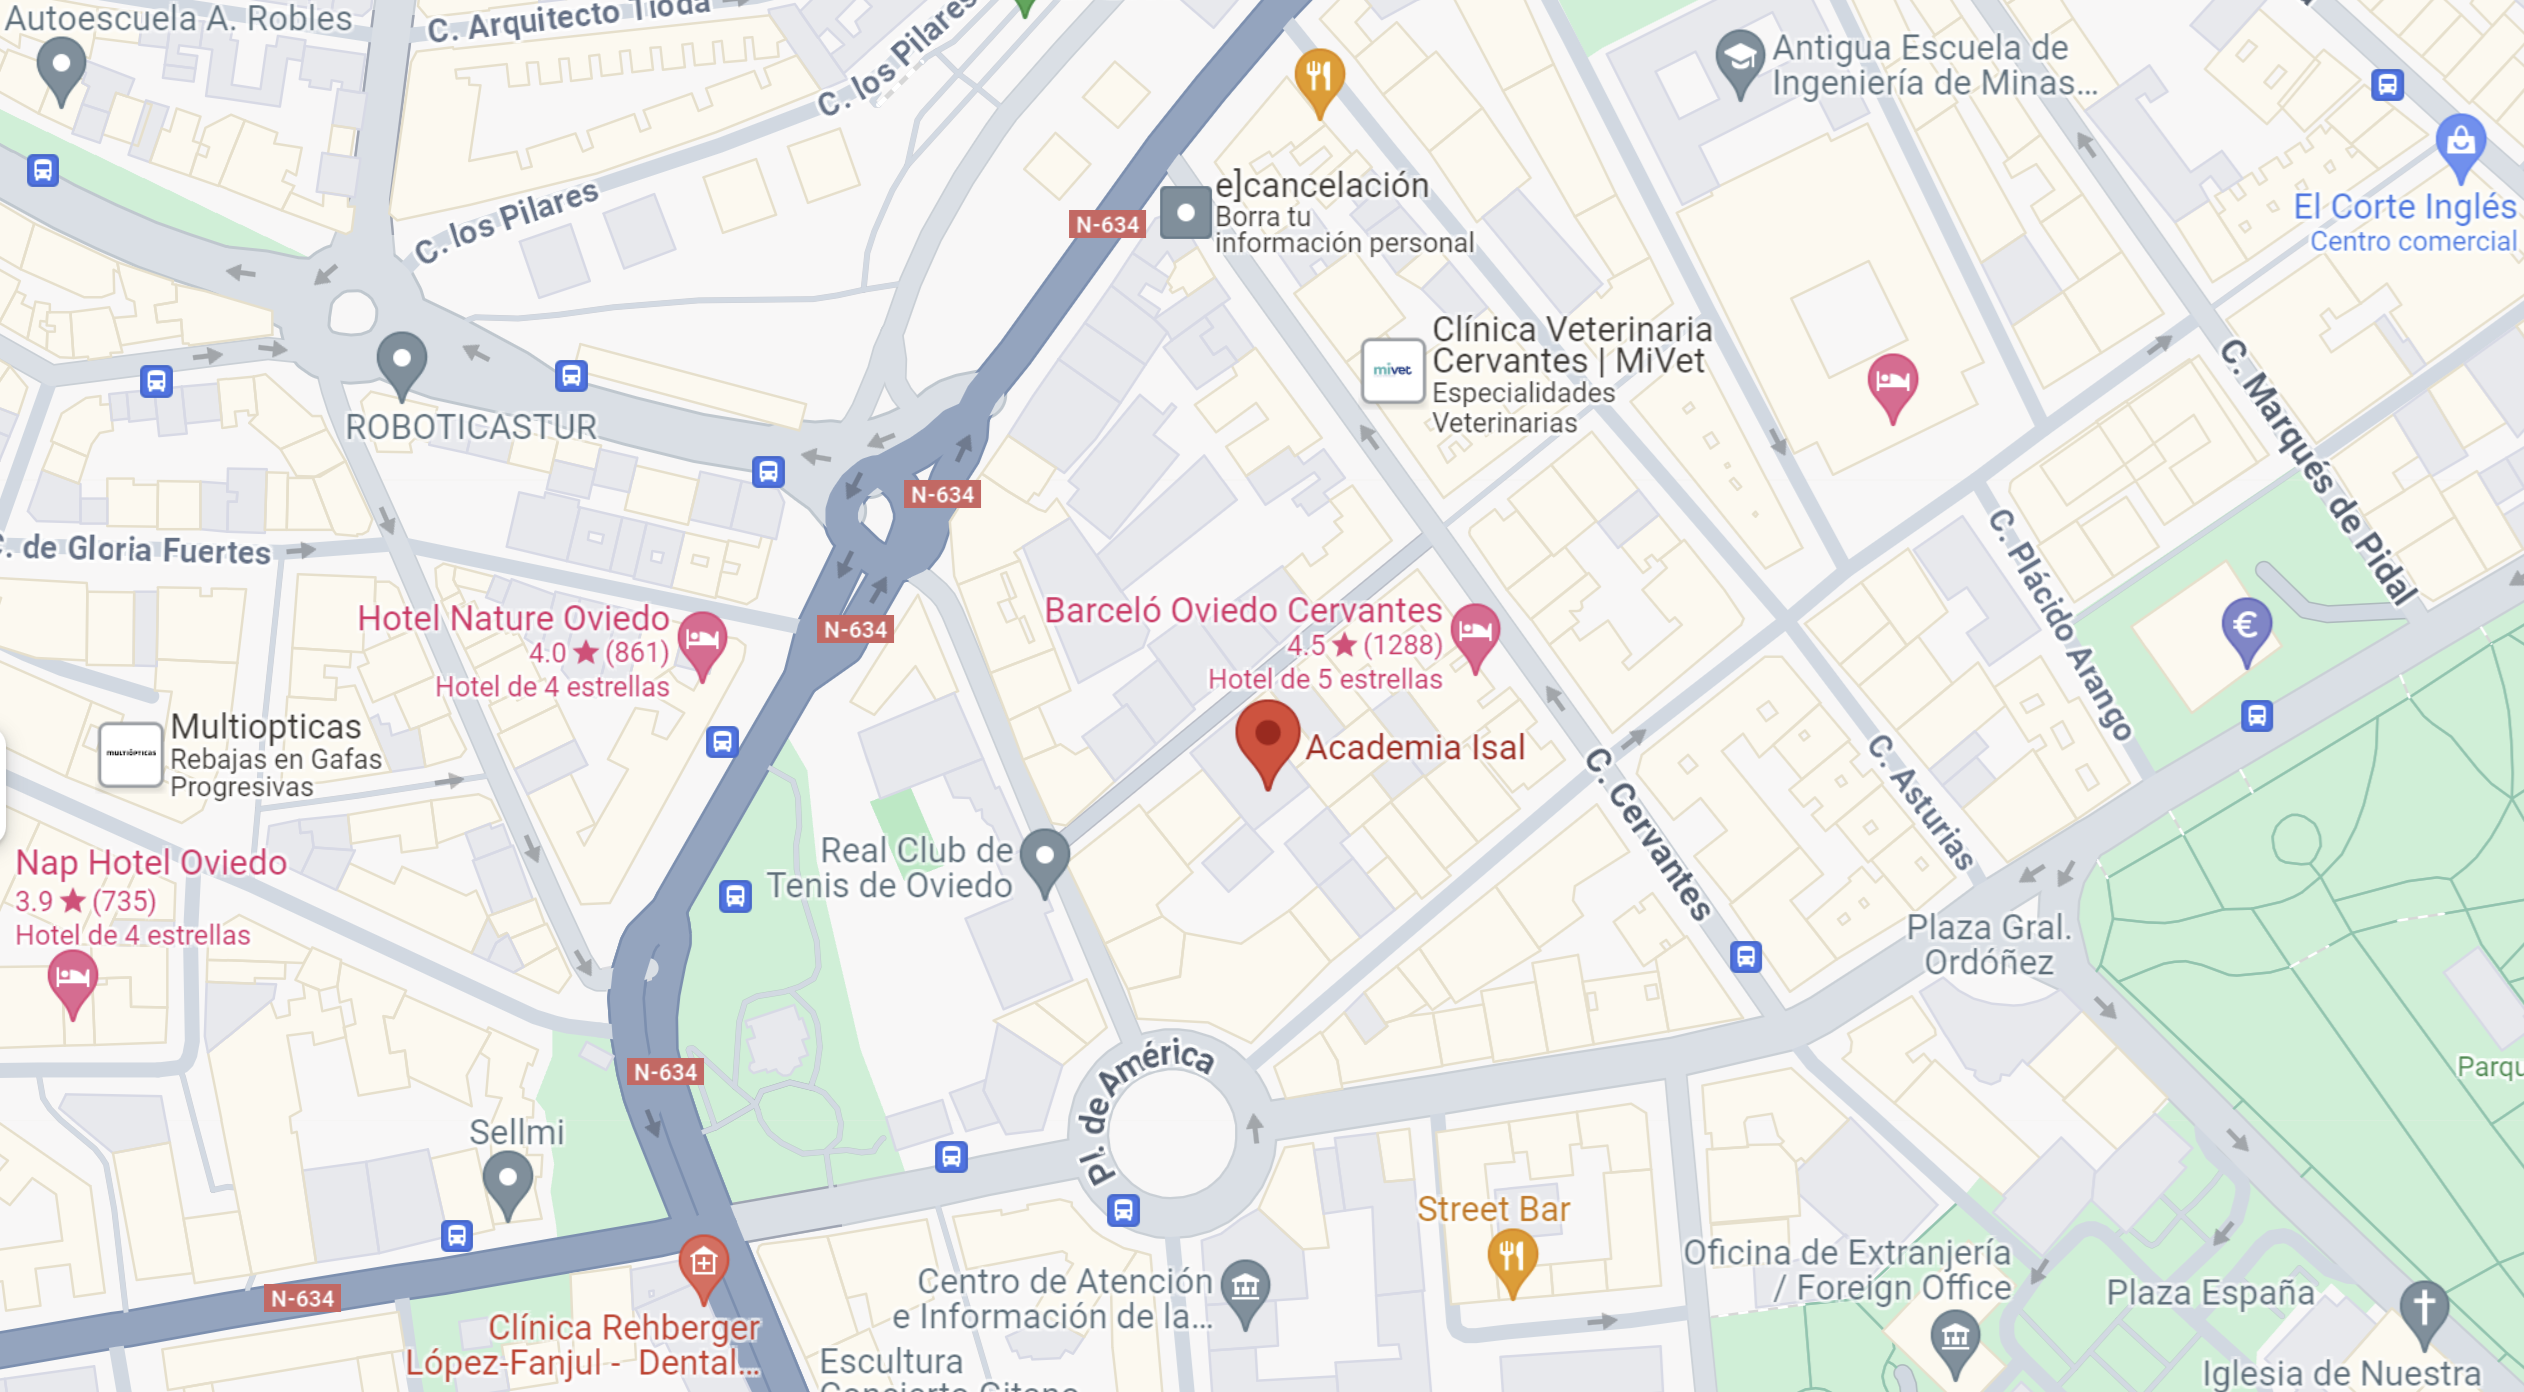 Autoescuela A. Robles
C. Arquitecto Tioda
C. los Pilares
Antigua Escuela de
Ingeniería de Minas...
El Corte Inglés
Centro comercial
e]cancelación
Borra tu
información personal
N-634
C. los Pilares
Clínica Veterinaria
Cervantes | MiVet
Especialidades
Veterinarias
mivet
C. Marqués de Pidal
ROBOTICASTUR
N-634
C. Plácido Arango
C. de Gloria Fuertes
Hotel Nature Oviedo
4.0 ★ (861)
Hotel de 4 estrellas
N-634
Barceló Oviedo Cervantes
4.5 ★ (1288)
Hotel de 5 estrellas
€
Multiopticas
Rebajas en Gafas
Progresivas
MULTIÓPTICAS
Academia Isal
C. Cervantes
C. Asturias
Nap Hotel Oviedo
3.9 ★ (735)
Hotel de 4 estrellas
Real Club de
Tenis de Oviedo
Plaza Gral.
Ordóñez
N-634
Pl. de América
Parqu
Sellmi
Street Bar
N-634
Centro de Atención
e Información de la...
Oficina de Extranjería
/ Foreign Office
Plaza España
Clínica Rehberger
López-Fanjul - Dental...
Escultura
Concierto Gitano
Iglesia de Nuestra